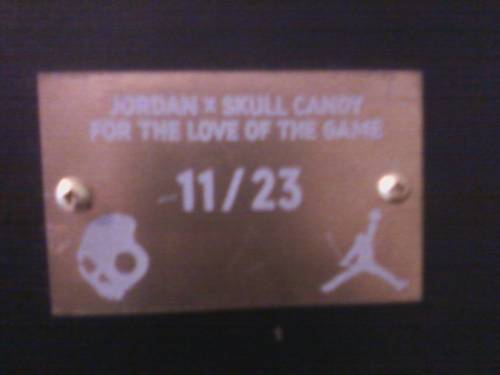 JORDAN X SKULL CANDY
FOR THE LOVE OF THE GAME
11/23